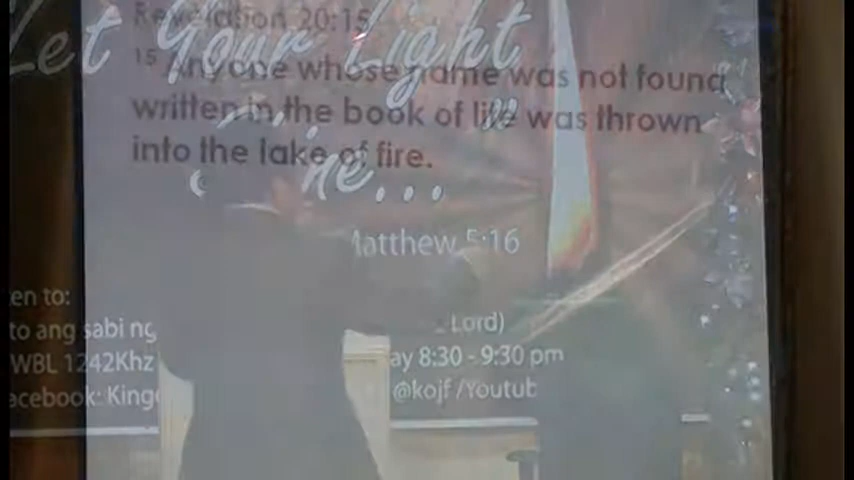 Revelation 20:15
15 Anyone whose name was not found
written in the book of life was thrown
into the lake of fire.
Let Your Light
...
Matthew 5:16
en to:
to ang sabi ng Lord)
WBL 1242Khz ay 8:30 - 9:30 pm
acebook: King @kojf /Youtub